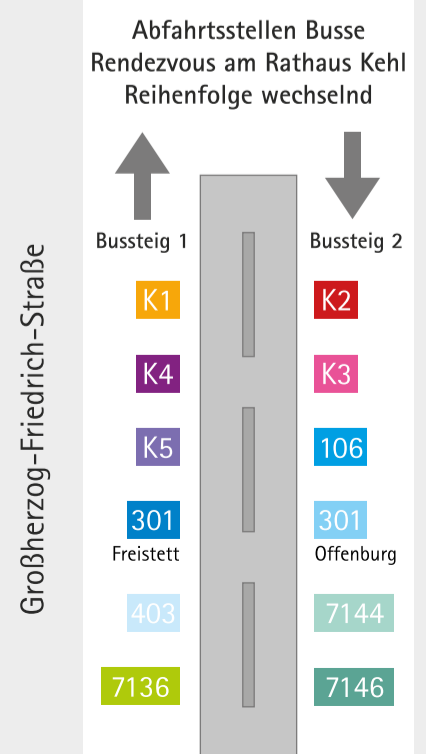 Abfahrtsstellen Busse
Rendezvous am Rathaus Kehl
Reihenfolge wechselnd
Großherzog-Friedrich-Straße
Bussteig 1
K1
K4
K5
301
Freistett
403
7136
Bussteig 2
K2
K3
106
301
Offenburg
7144
7146